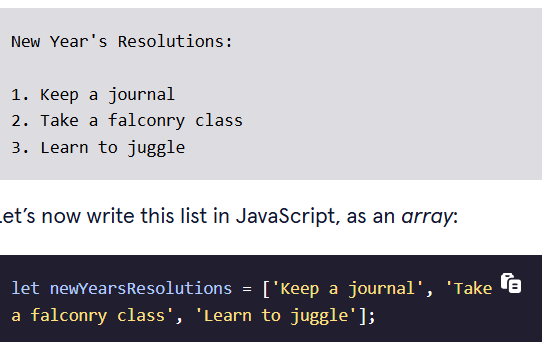 New Year's Resolutions:
1. Keep a journal
2. Take a falconry class
3. Learn to juggle
Let’s now write this list in JavaScript, as an array:
let newYearsResolutions = ['Keep a journal', 'Take
a falconry class', 'Learn to juggle'];